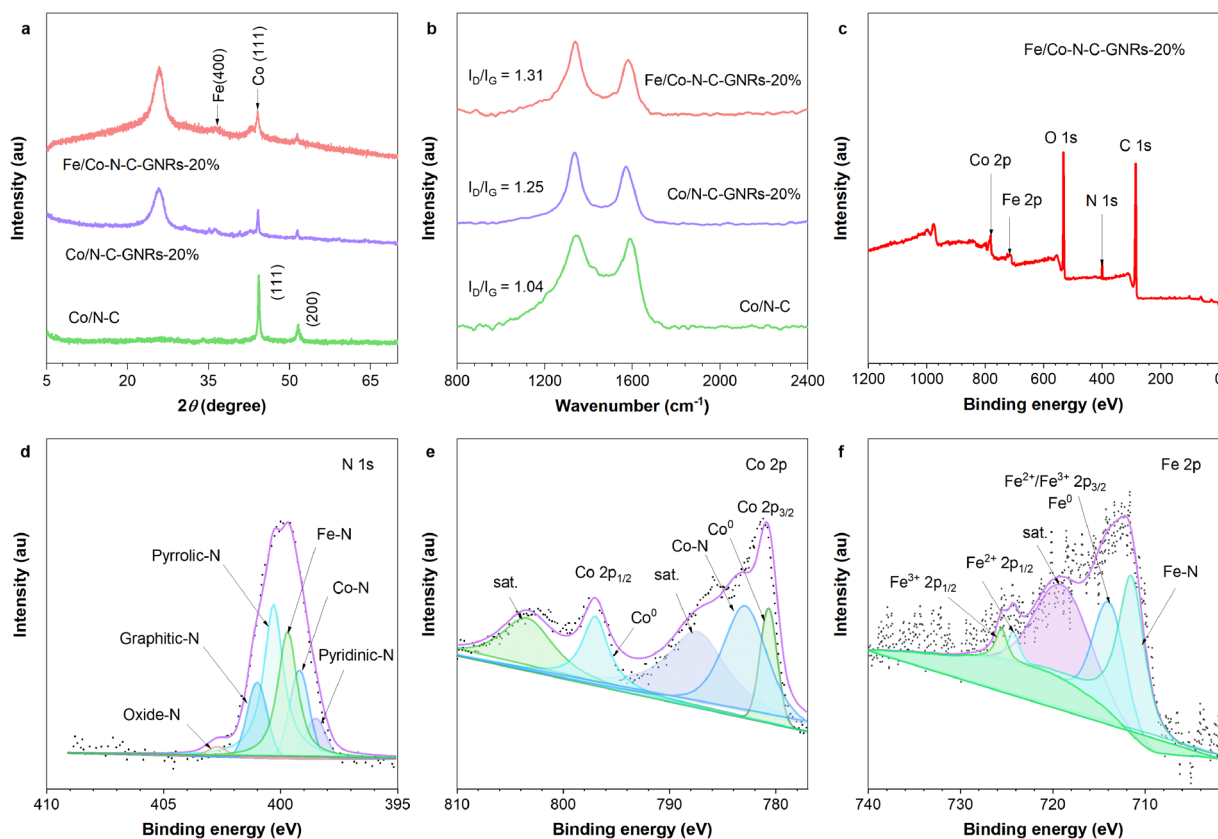 a
Fe(400)
Co (111)
Fe/Co-N-C-GNRs-20%
Co/N-C-GNRs-20%
(111)
(200)
Co/N-C
Intensity (au)
5 20 35 50 65
2θ (degree)
b
I_D/I_G = 1.31
Fe/Co-N-C-GNRs-20%
I_D/I_G = 1.25
Co/N-C-GNRs-20%
I_D/I_G = 1.04
Co/N-C
Intensity (au)
800 1200 1600 2000 2400
Wavenumber (cm⁻¹)
c
Fe/Co-N-C-GNRs-20%
O 1s
C 1s
Co 2p
Fe 2p
N 1s
Intensity (au)
1200 1000 800 600 400 200 0
Binding energy (eV)
d
N 1s
Pyrrolic-N
Fe-N
Co-N
Graphitic-N
Pyridinic-N
Oxide-N
Intensity (au)
410 405 400 395
Binding energy (eV)
e
Co 2p
Co 2p₃/₂
Co⁰
Co-N
sat.
Co 2p₁/₂
sat.
Co⁰
Intensity (au)
810 800 790 780
Binding energy (eV)
f
Fe 2p
Fe²⁺/Fe³⁺ 2p₃/₂
Fe⁰
sat.
Fe²⁺ 2p₁/₂
Fe³⁺ 2p₁/₂
Fe-N
Intensity (au)
740 730 720 710
Binding energy (eV)